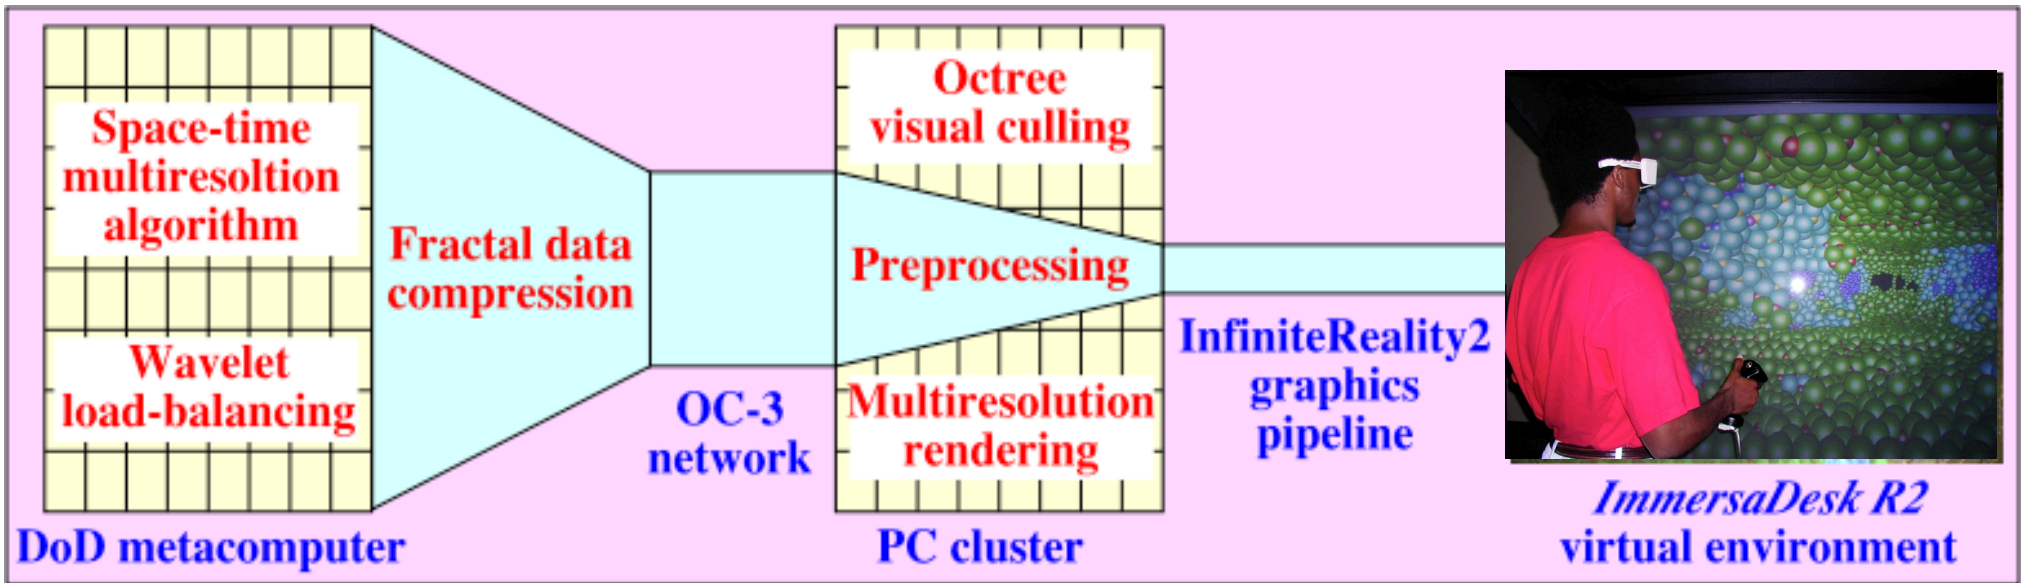 Space-time
multiresoltion
algorithm
Wavelet
load-balancing
DoD metacomputer
Fractal data
compression
OC-3
network
Octree
visual culling
Preprocessing
Multiresolution
rendering
PC cluster
InfiniteReality2
graphics
pipeline
ImmersaDesk R2
virtual environment